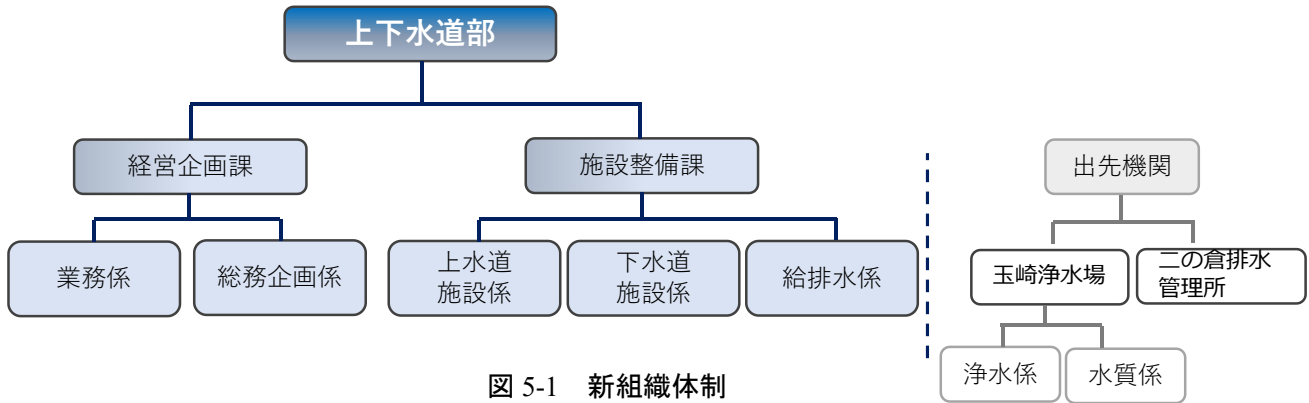 上下水道部
経営企画課
施設整備課
出先機関
業務係
総務企画係
上水道
施設係
下水道
施設係
給排水係
玉崎浄水場
二の倉排水
管理所
浄水係
水質係
図 5-1 新組織体制